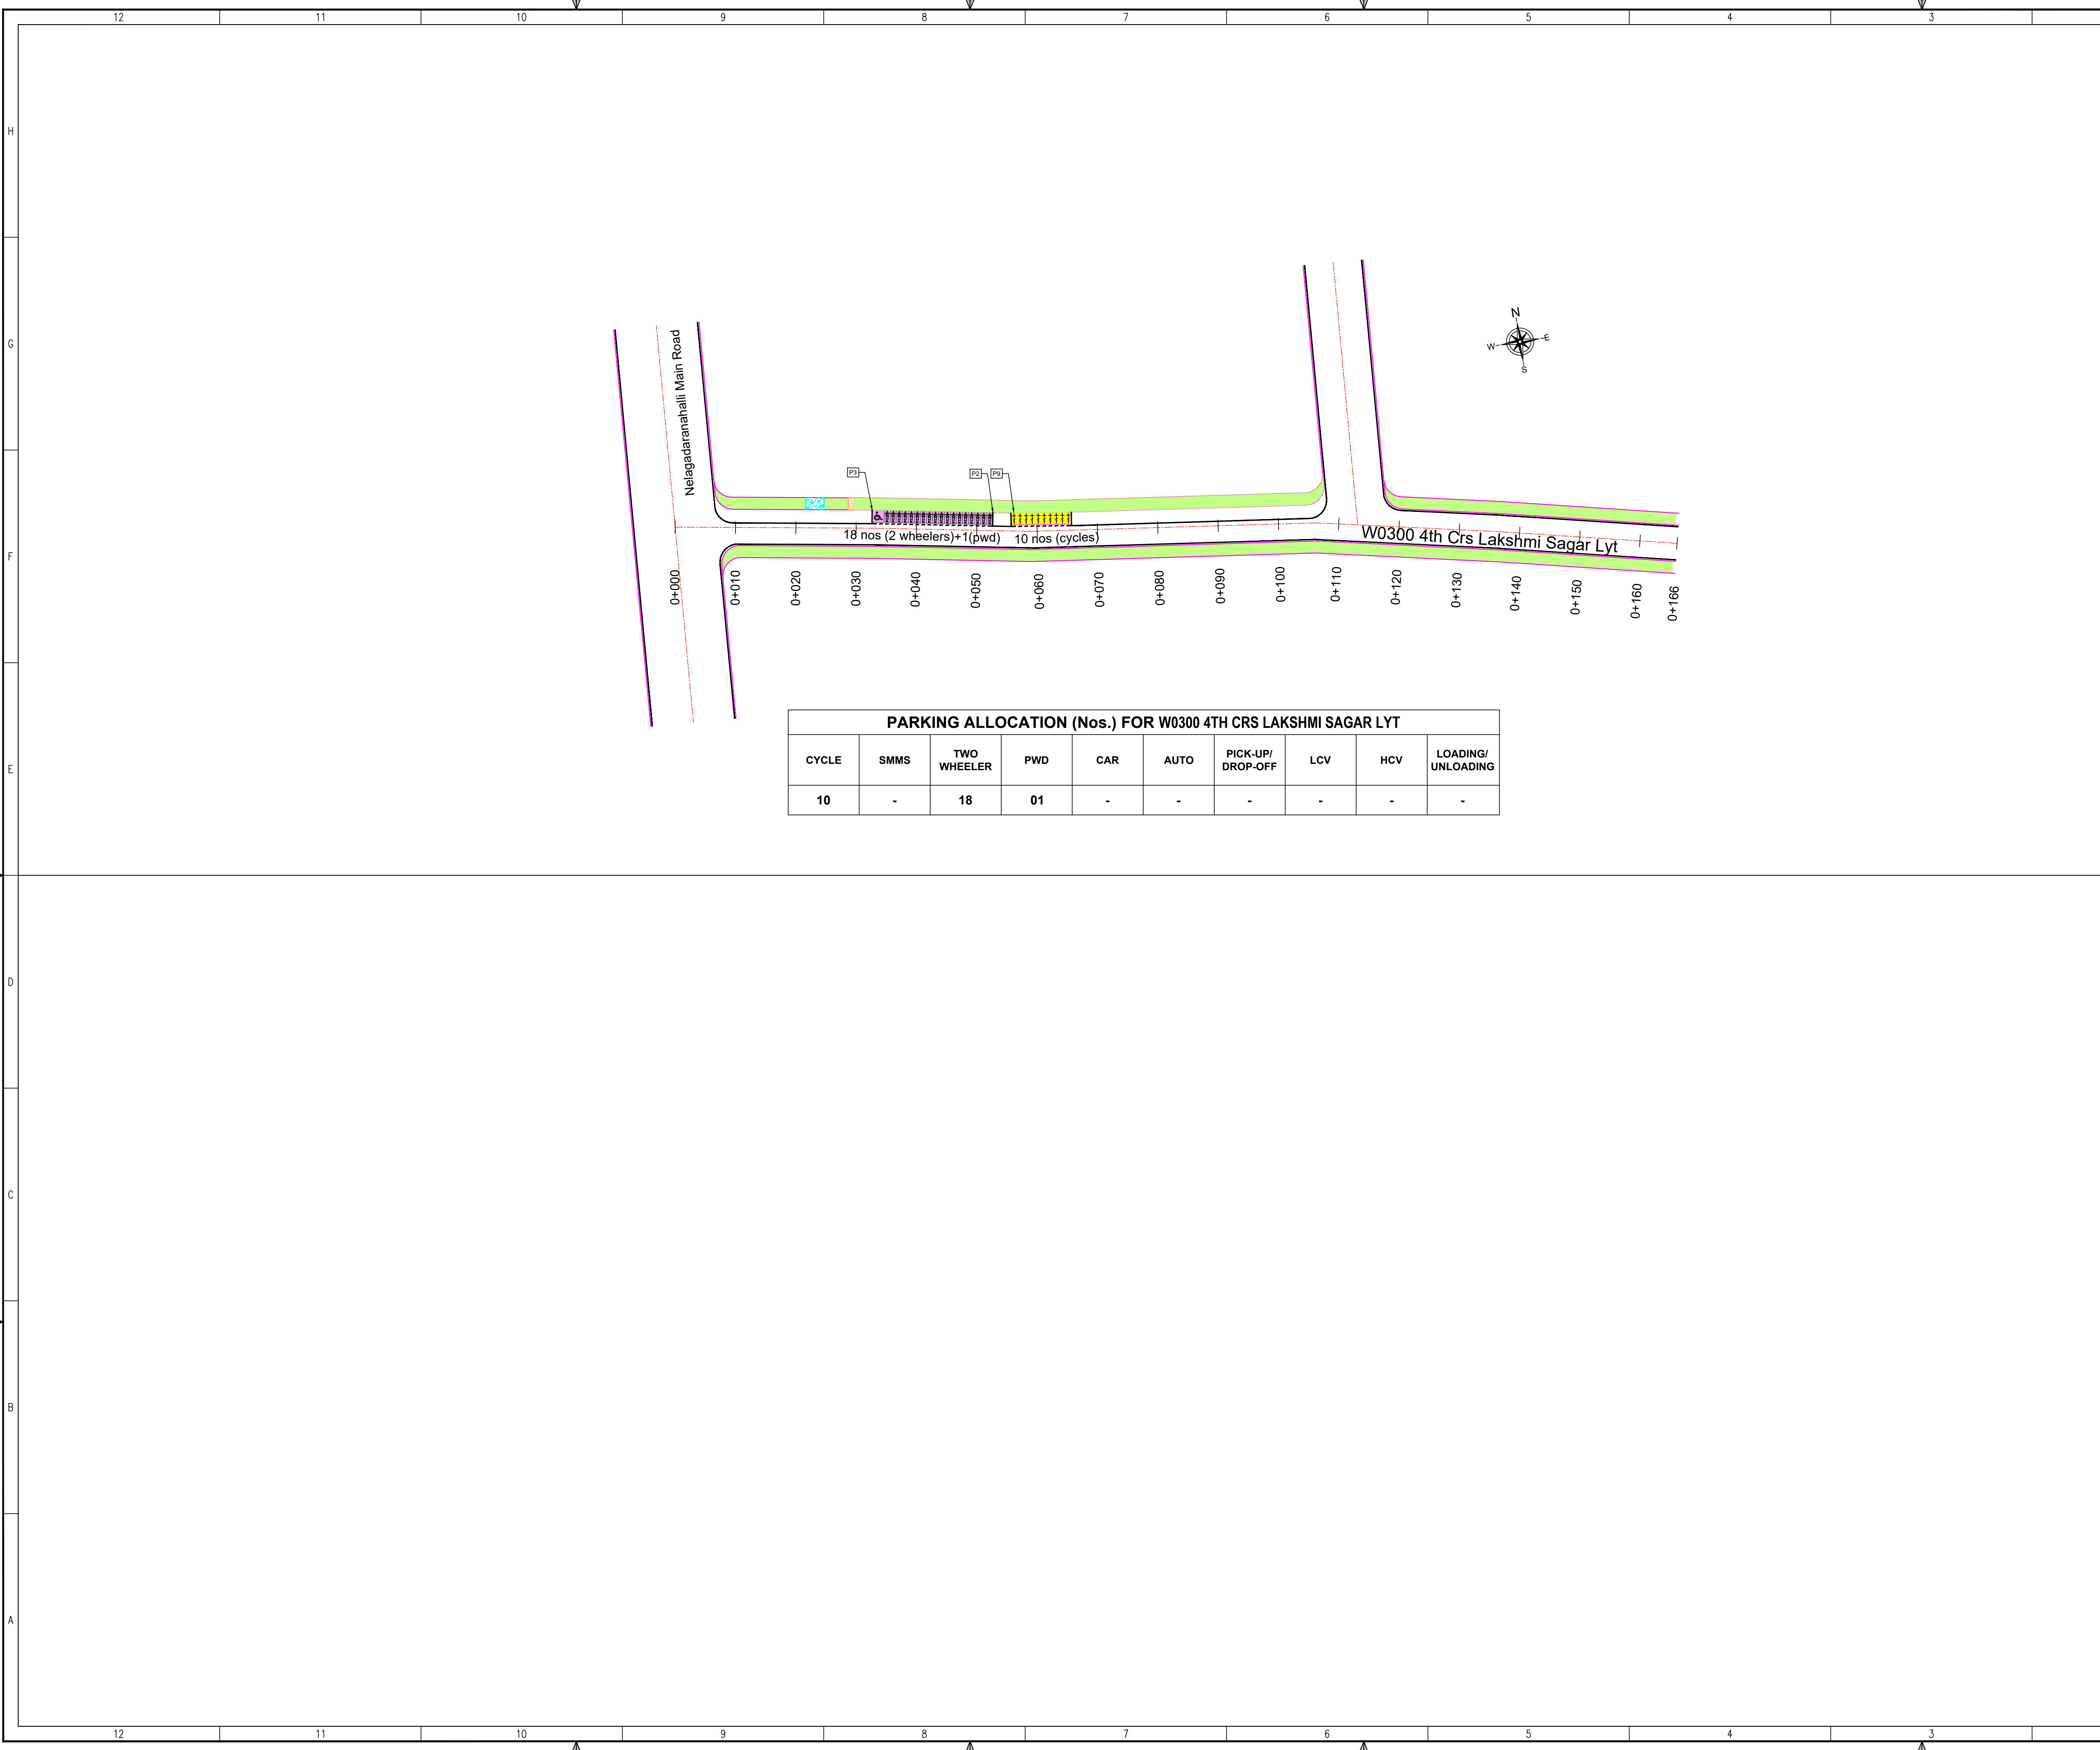 12 11 10 9 8 7 6 5 4 3
H
G
F
E
D
C
B
A
N
W E
S
Nelagadaranahalli Main Road
P3 P2 P9
18 nos (2 wheelers)+1(pwd) 10 nos (cycles)
W0300 4th Crs Lakshmi Sagar Lyt
0+000 0+010 0+020 0+030 0+040 0+050 0+060 0+070 0+080 0+090 0+100 0+110 0+120 0+130 0+140 0+150 0+160 0+166
PARKING ALLOCATION (Nos.) FOR W0300 4TH CRS LAKSHMI SAGAR LYT
CYCLE SMMS TWO WHEELER PWD CAR AUTO PICK-UP/ DROP-OFF LCV HCV LOADING/ UNLOADING
10 - 18 01 - - - - - -
12 11 10 9 8 7 6 5 4 3